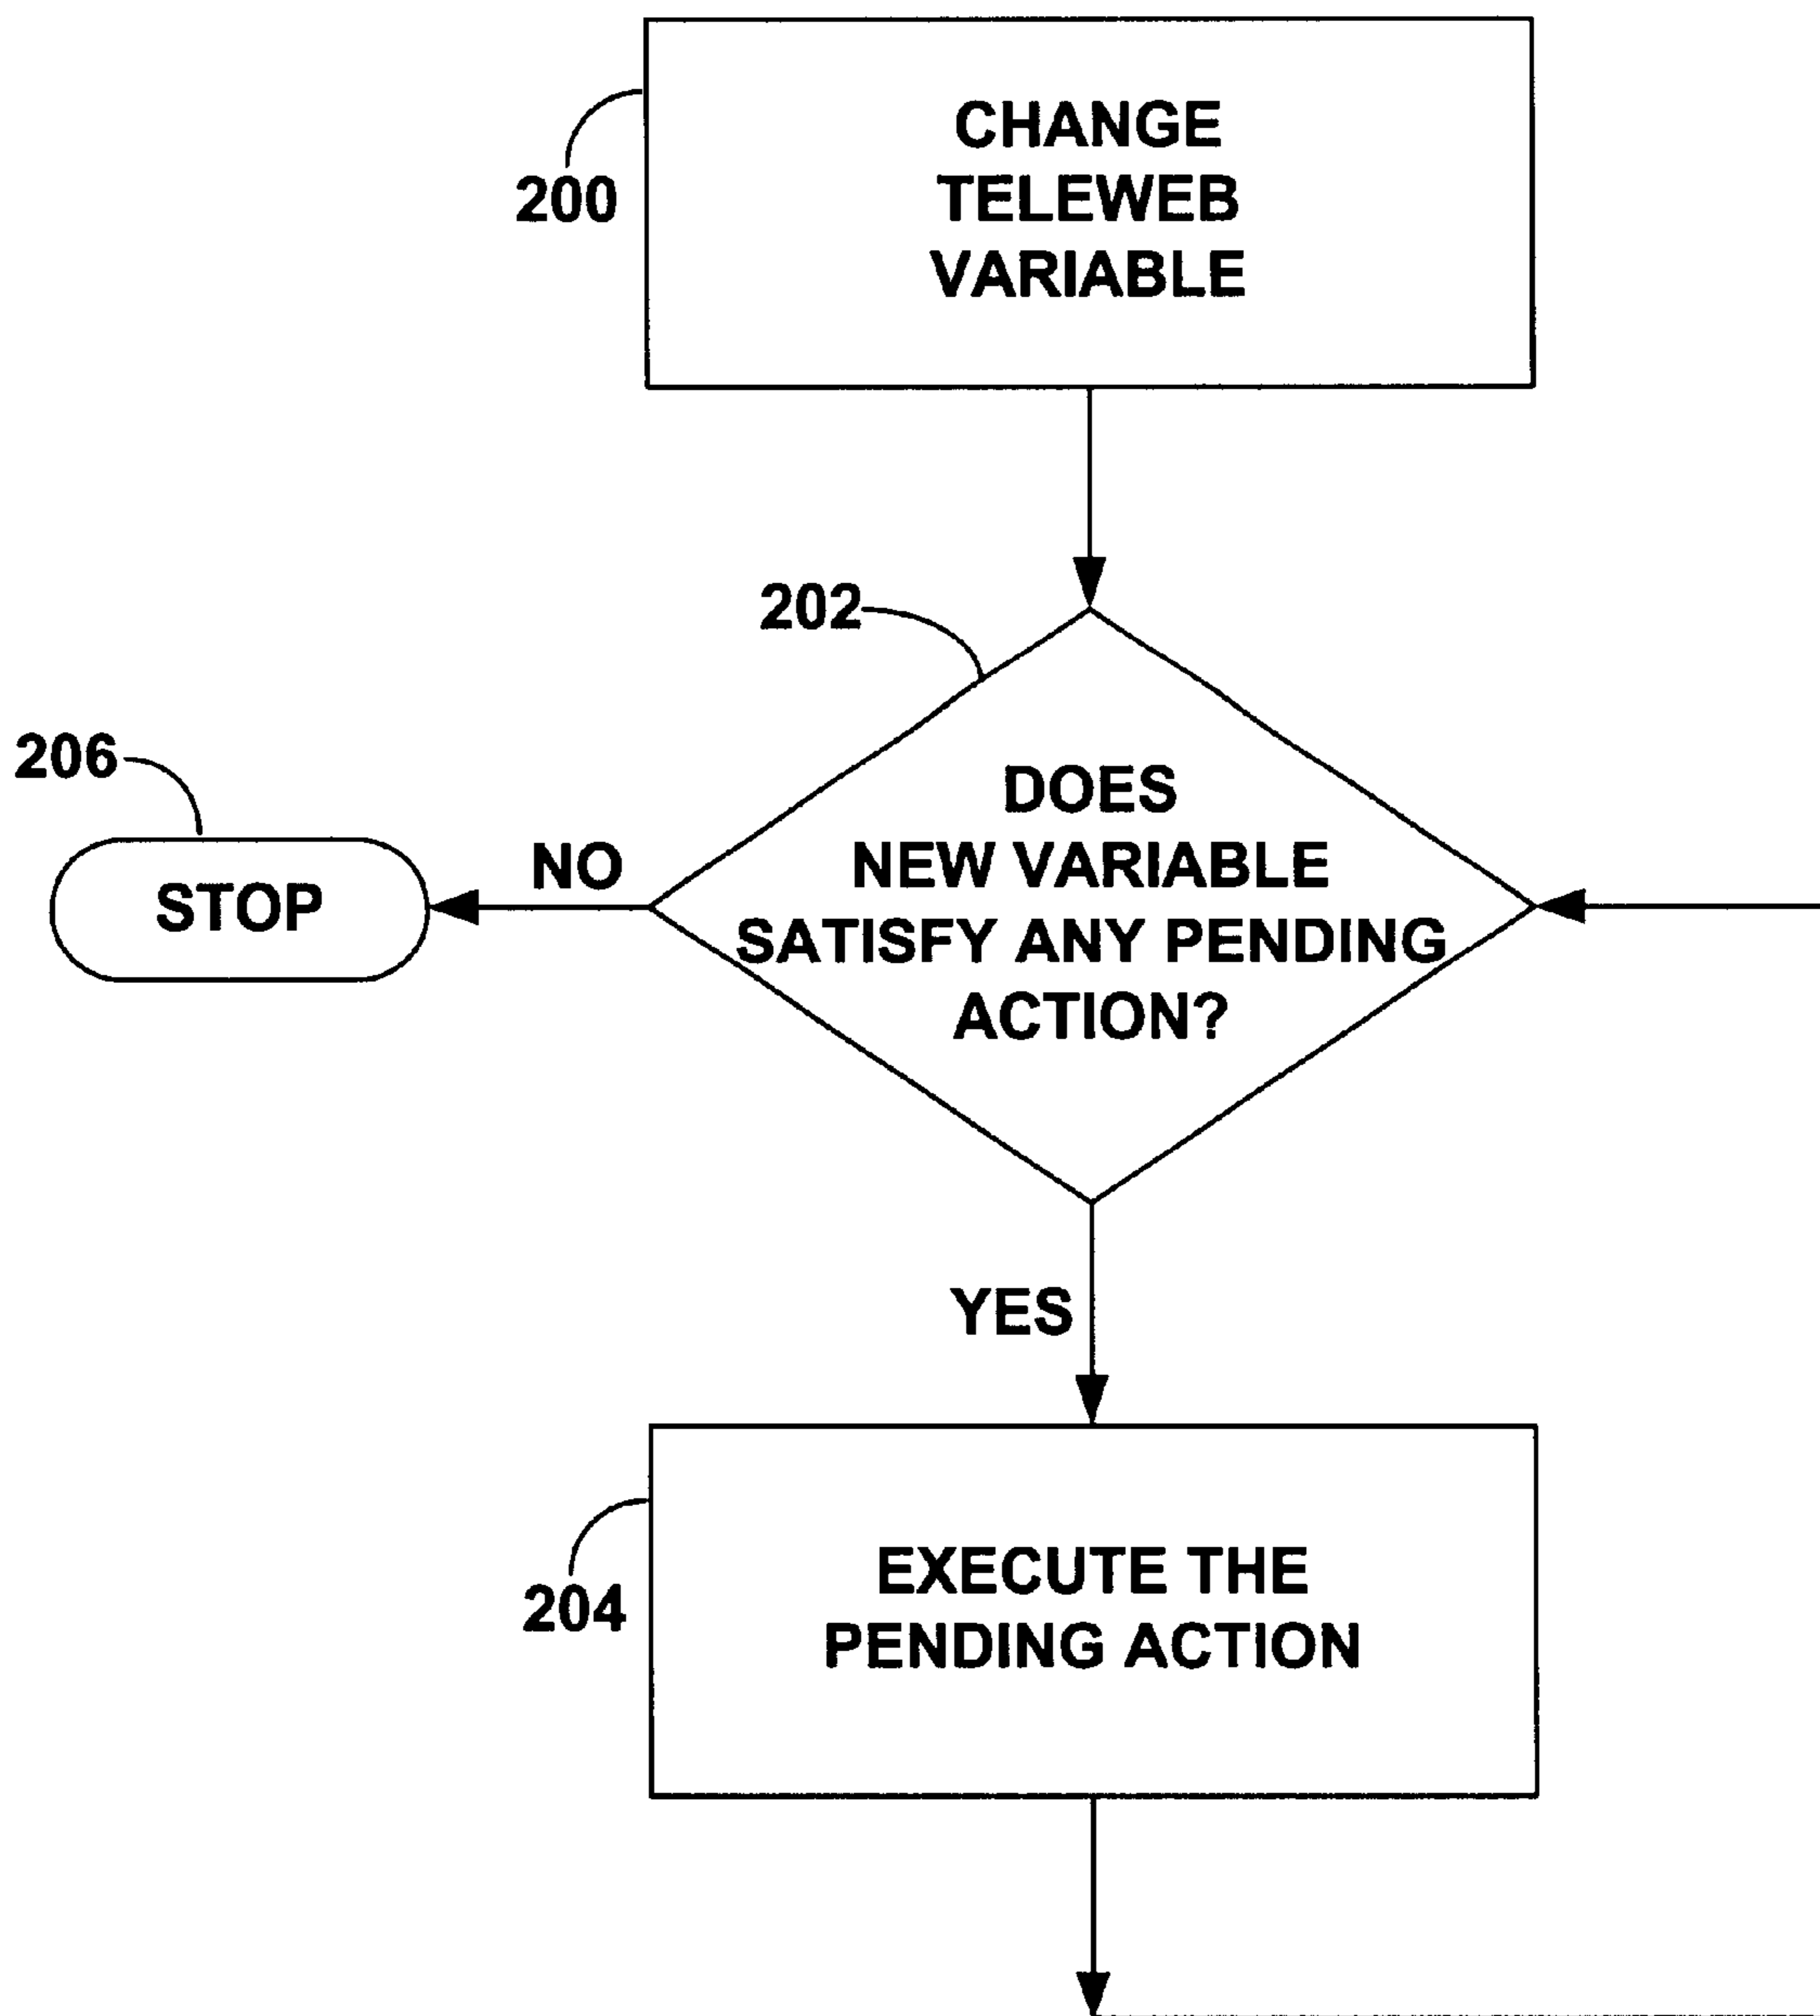 CHANGE
TELEWEB
VARIABLE
200
202
206
DOES
NEW VARIABLE
SATISFY ANY PENDING
ACTION?
NO
STOP
YES
EXECUTE THE
PENDING ACTION
204